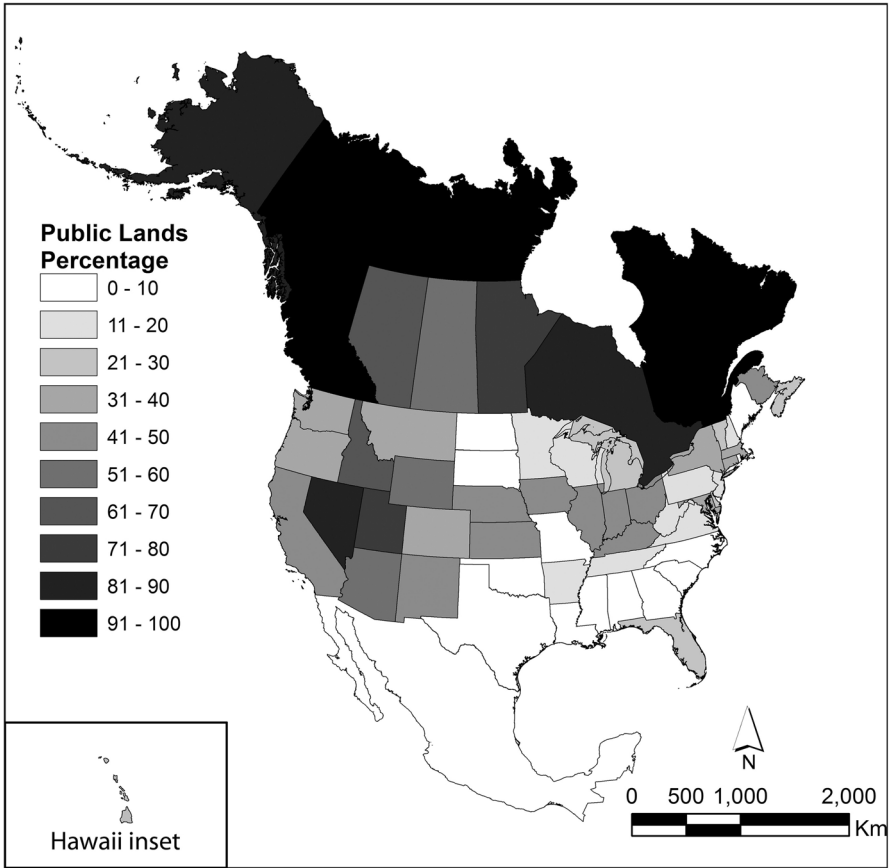 Public Lands
Percentage
0 - 10
11 - 20
21 - 30
31 - 40
41 - 50
51 - 60
61 - 70
71 - 80
81 - 90
91 - 100
Hawaii inset
N
0 500 1,000 2,000
Km